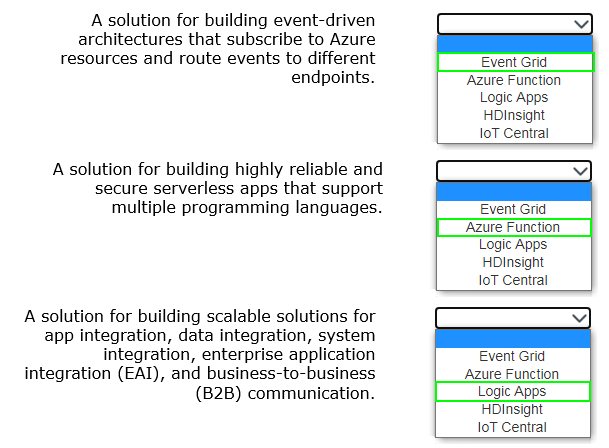 A solution for building event-driven
architectures that subscribe to Azure
resources and route events to different
endpoints.
Event Grid
Azure Function
Logic Apps
HDInsight
IoT Central
A solution for building highly reliable and
secure serverless apps that support
multiple programming languages.
Event Grid
Azure Function
Logic Apps
HDInsight
IoT Central
A solution for building scalable solutions for
app integration, data integration, system
integration, enterprise application
integration (EAI), and business-to-business
(B2B) communication.
Event Grid
Azure Function
Logic Apps
HDInsight
IoT Central